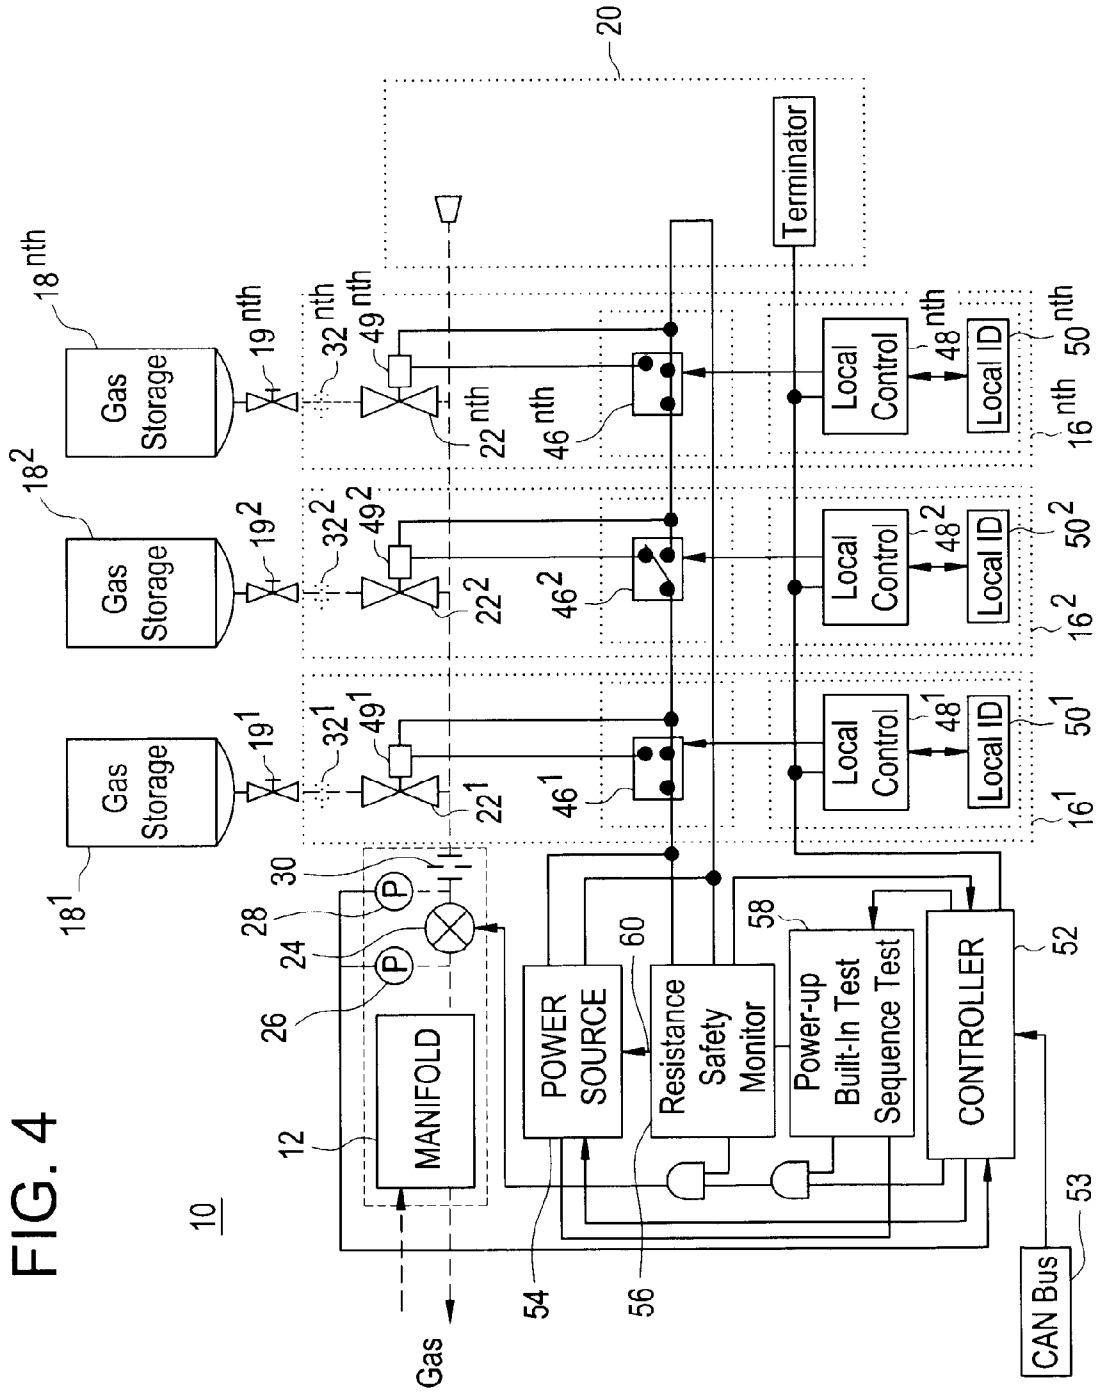 FIG. 4
10
18¹
Gas
Storage
18²
Gas
Storage
18ⁿᵗʰ
Gas
Storage
19¹
19²
19ⁿᵗʰ
32¹
32²
32ⁿᵗʰ
49¹
49²
49ⁿᵗʰ
22¹
22²
22ⁿᵗʰ
20
12
26
24
28
30
P
P
MANIFOLD
Gas
46¹
46²
46ⁿᵗʰ
54
POWER
SOURCE
60
56
Resistance
Safety
Monitor
58
Power-up
Built-In Test
Sequence Test
Terminator
Local
Control
48¹
Local
Control
48²
Local
Control
48ⁿᵗʰ
Local ID
50¹
Local ID
50²
Local ID
50ⁿᵗʰ
16¹
16²
16ⁿᵗʰ
CONTROLLER
52
CAN Bus
53